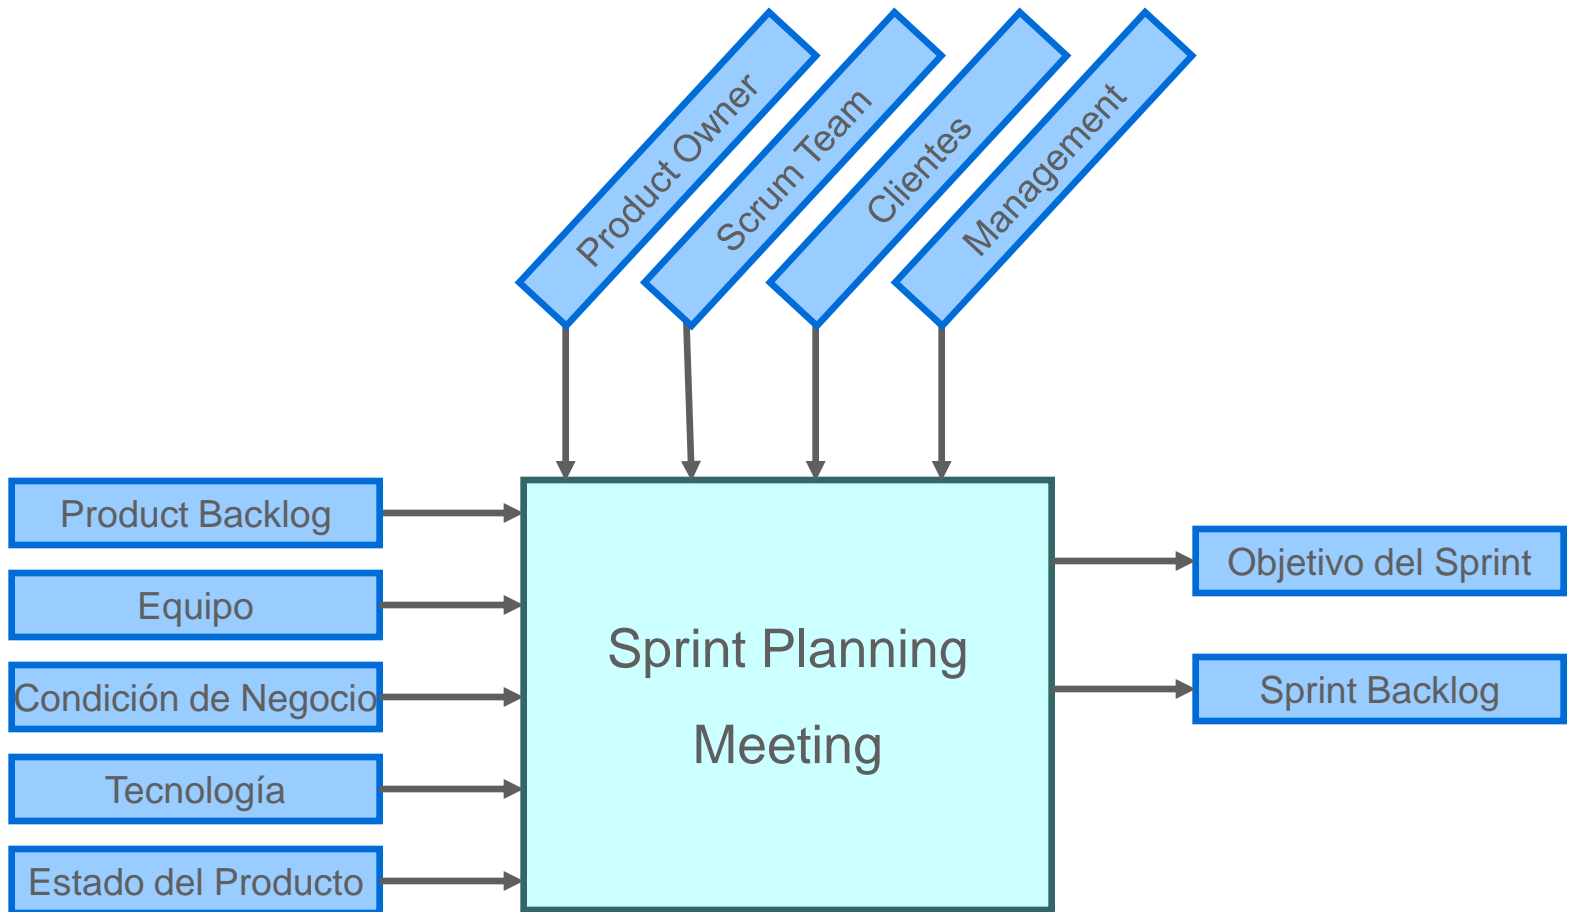 Product Owner
Scrum Team
Clientes
Management
Product Backlog
Equipo
Condición de Negocio
Tecnología
Estado del Producto
Sprint Planning
Meeting
Objetivo del Sprint
Sprint Backlog